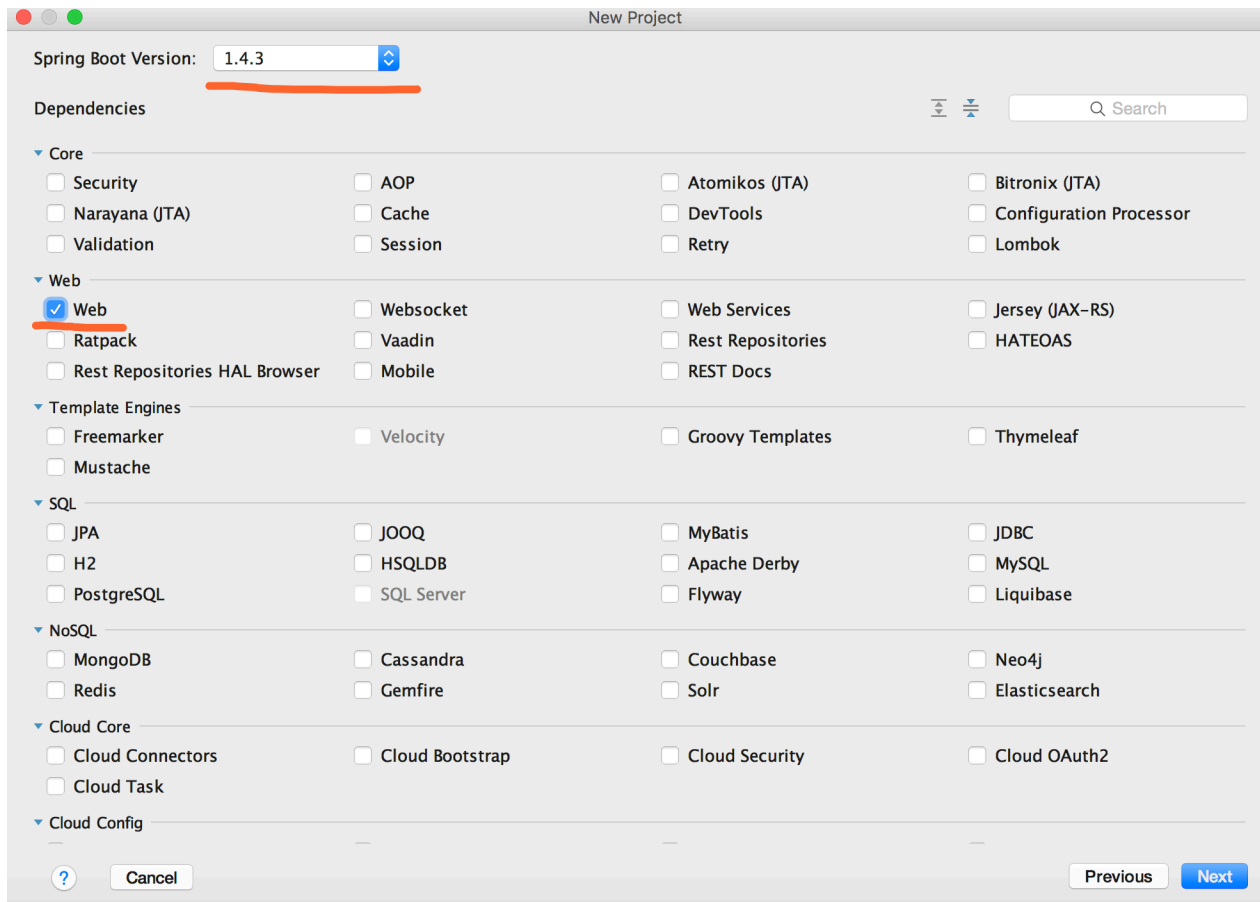 New Project
Spring Boot Version: 1.4.3
Dependencies Search
Core
Security AOP Atomikos (JTA) Bitronix (JTA)
Narayana (JTA) Cache DevTools Configuration Processor
Validation Session Retry Lombok
Web
Web Websocket Web Services Jersey (JAX-RS)
Ratpack Vaadin Rest Repositories HATEOAS
Rest Repositories HAL Browser Mobile REST Docs
Template Engines
Freemarker Velocity Groovy Templates Thymeleaf
Mustache
SQL
JPA JOOQ MyBatis JDBC
H2 HSQLDB Apache Derby MySQL
PostgreSQL SQL Server Flyway Liquibase
NoSQL
MongoDB Cassandra Couchbase Neo4j
Redis Gemfire Solr Elasticsearch
Cloud Core
Cloud Connectors Cloud Bootstrap Cloud Security Cloud OAuth2
Cloud Task
Cloud Config
? Cancel Previous Next